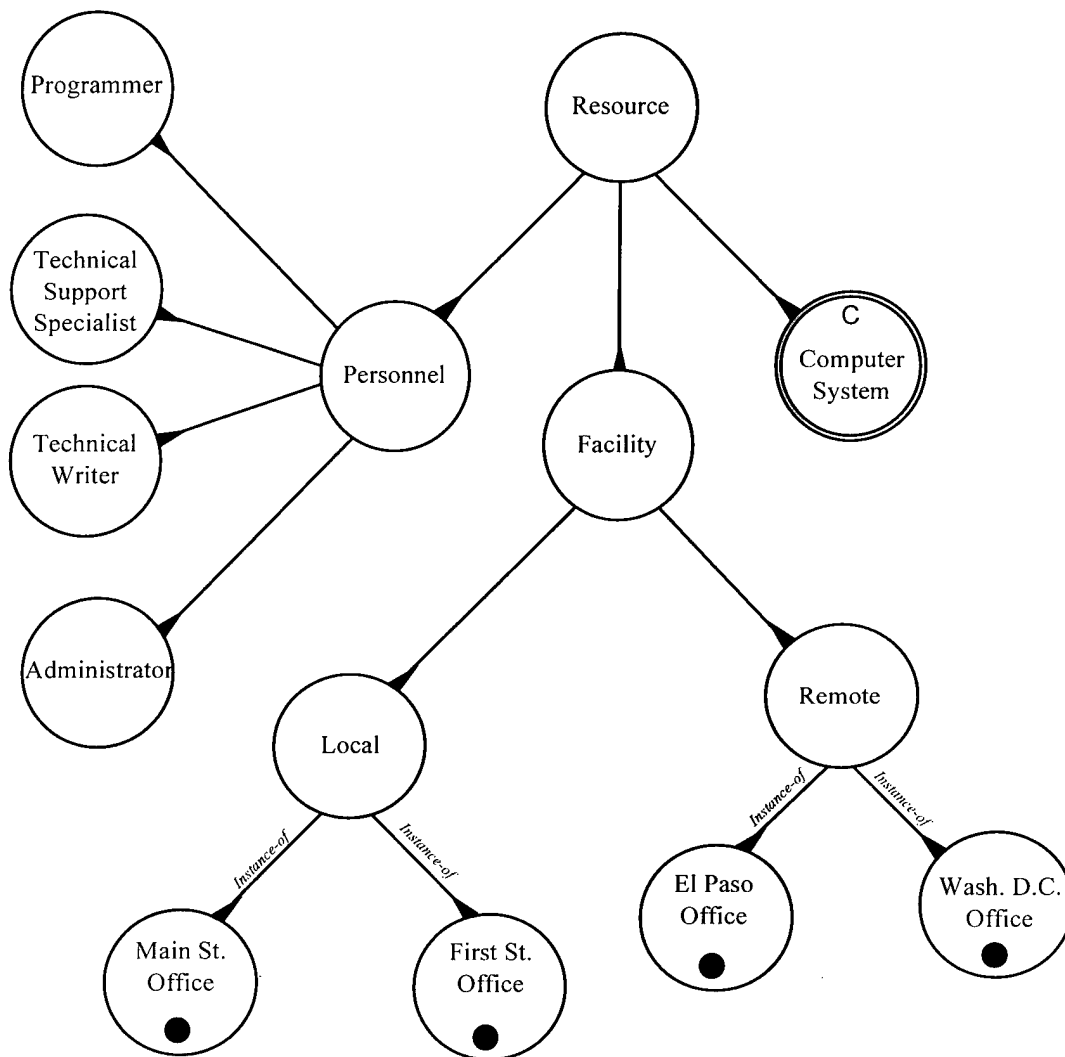 Programmer
Resource
Technical
Support
Specialist
C
Computer
System
Personnel
Technical
Writer
Facility
Administrator
Local
Remote
Instance-of
Instance-of
Instance-of
Instance-of
El Paso
Office
Wash. D.C.
Office
Main St.
Office
First St.
Office